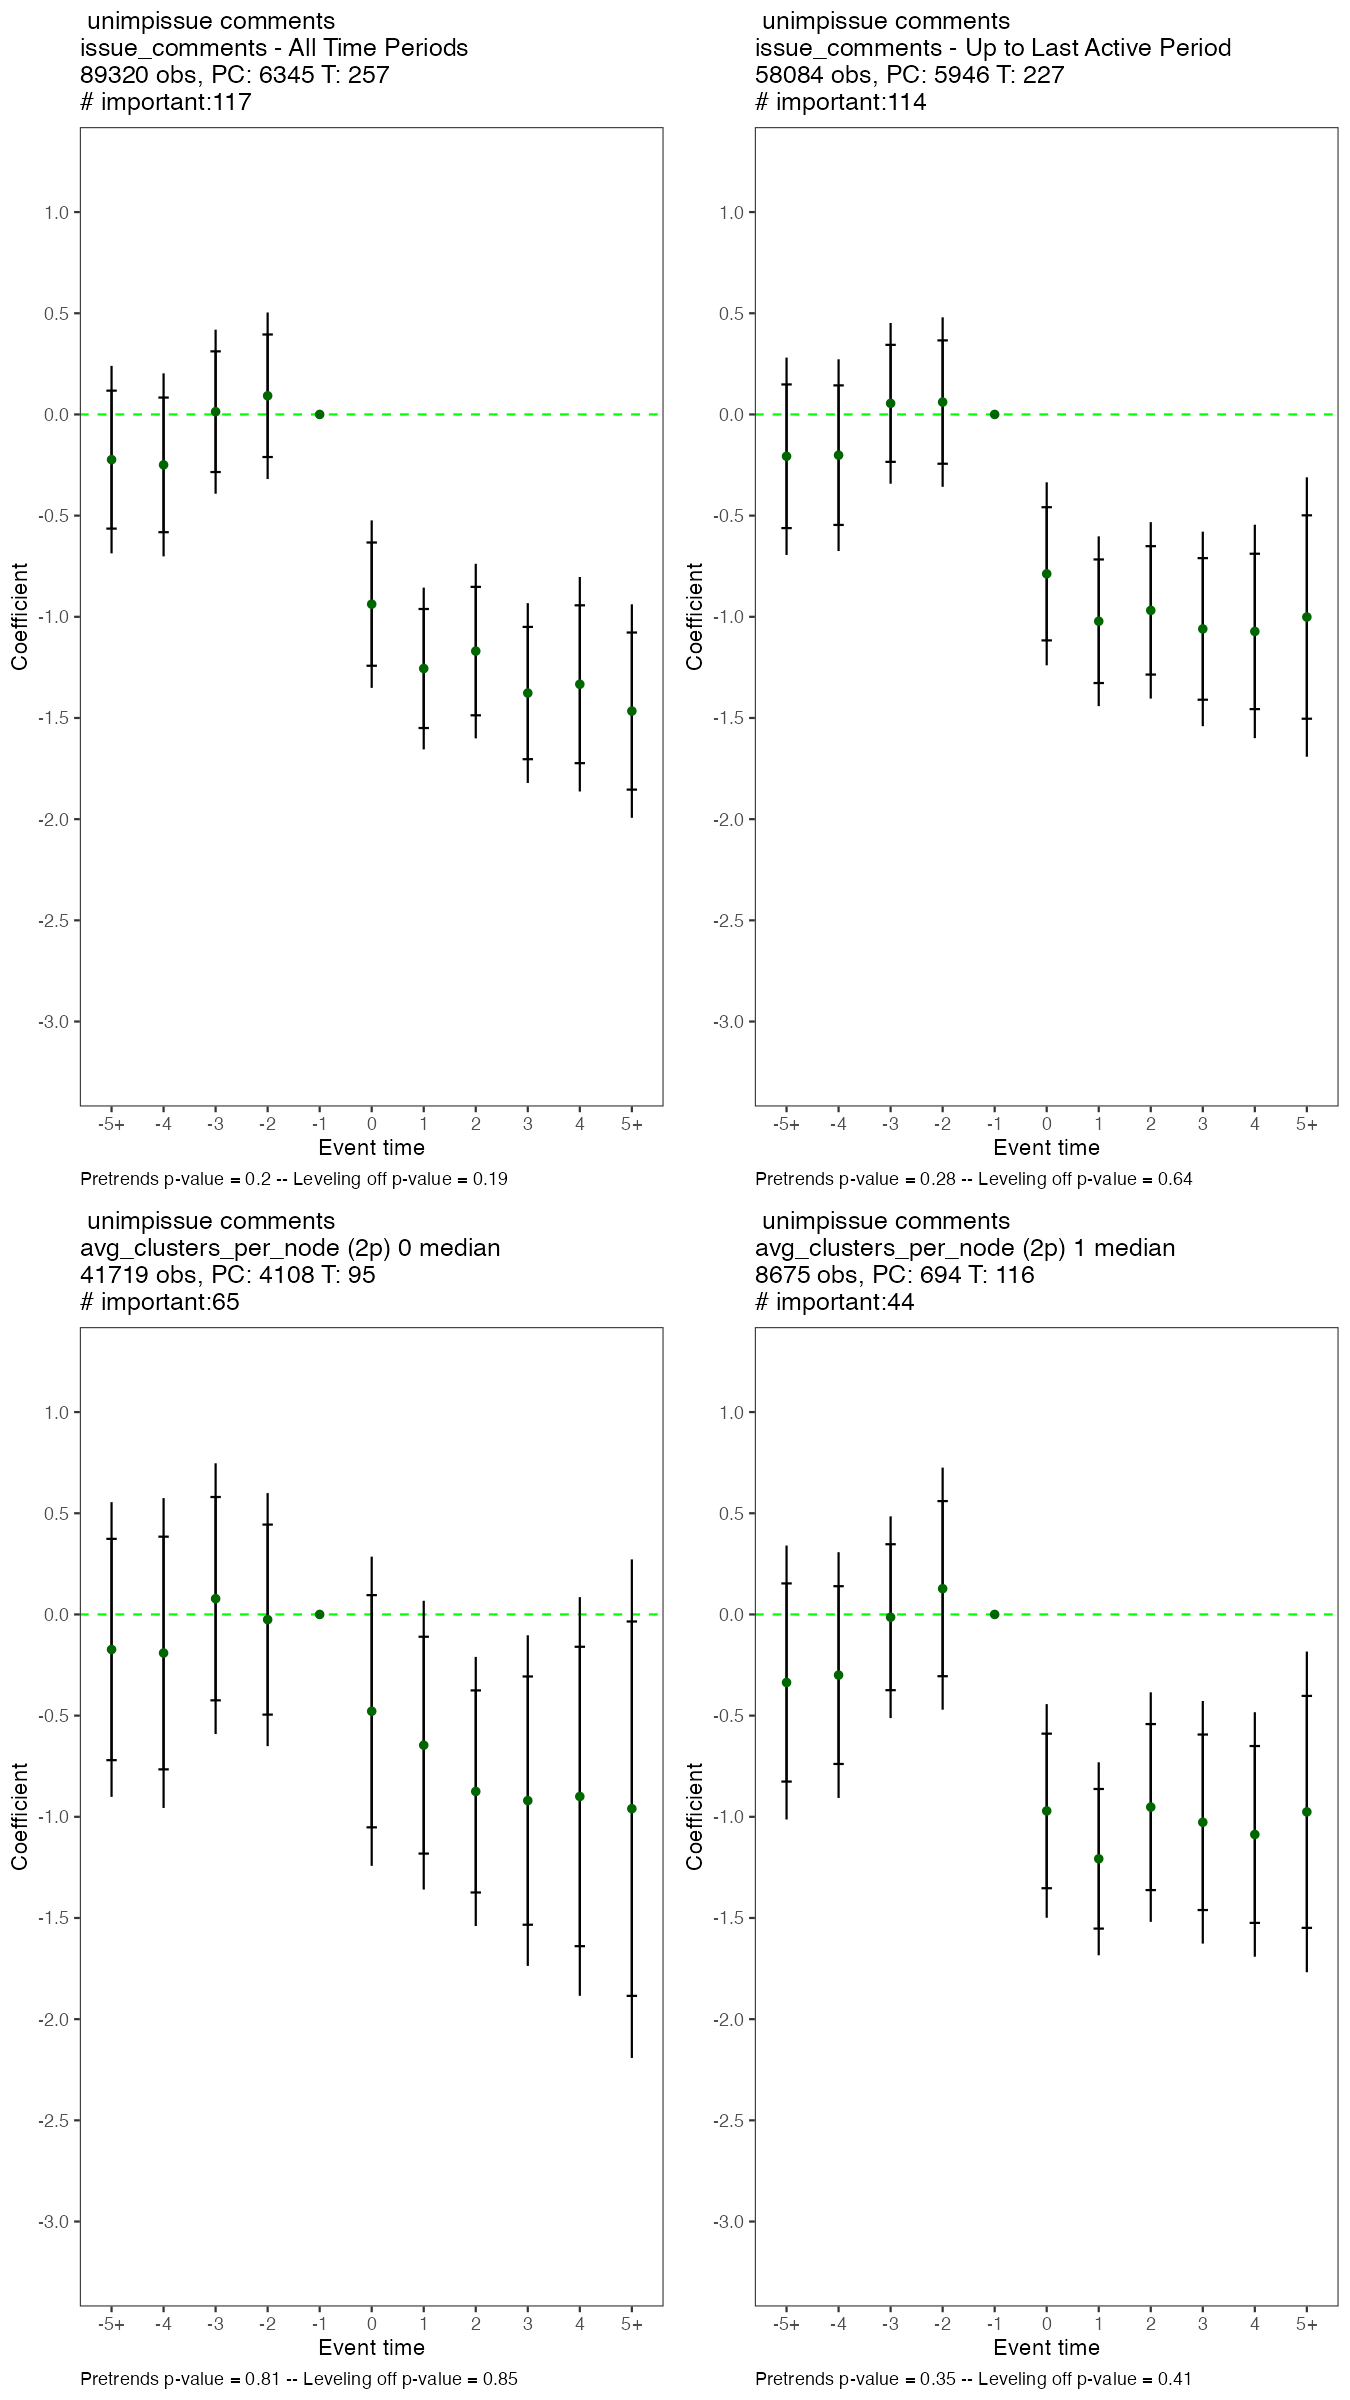 unimpissue comments
issue_comments - All Time Periods
89320 obs, PC: 6345 T: 257
# important:117
1.0
0.5
0.0
-0.5
-1.0
-1.5
-2.0
-2.5
-3.0
Coefficient
-5+ -4 -3 -2 -1 0 1 2 3 4 5+
Event time
Pretrends p-value = 0.2 -- Leveling off p-value = 0.19
unimpissue comments
issue_comments - Up to Last Active Period
58084 obs, PC: 5946 T: 227
# important:114
1.0
0.5
0.0
-0.5
-1.0
-1.5
-2.0
-2.5
-3.0
Coefficient
-5+ -4 -3 -2 -1 0 1 2 3 4 5+
Event time
Pretrends p-value = 0.28 -- Leveling off p-value = 0.64
unimpissue comments
avg_clusters_per_node (2p) 0 median
41719 obs, PC: 4108 T: 95
# important:65
1.0
0.5
0.0
-0.5
-1.0
-1.5
-2.0
-2.5
-3.0
Coefficient
-5+ -4 -3 -2 -1 0 1 2 3 4 5+
Event time
Pretrends p-value = 0.81 -- Leveling off p-value = 0.85
unimpissue comments
avg_clusters_per_node (2p) 1 median
8675 obs, PC: 694 T: 116
# important:44
1.0
0.5
0.0
-0.5
-1.0
-1.5
-2.0
-2.5
-3.0
Coefficient
-5+ -4 -3 -2 -1 0 1 2 3 4 5+
Event time
Pretrends p-value = 0.35 -- Leveling off p-value = 0.41